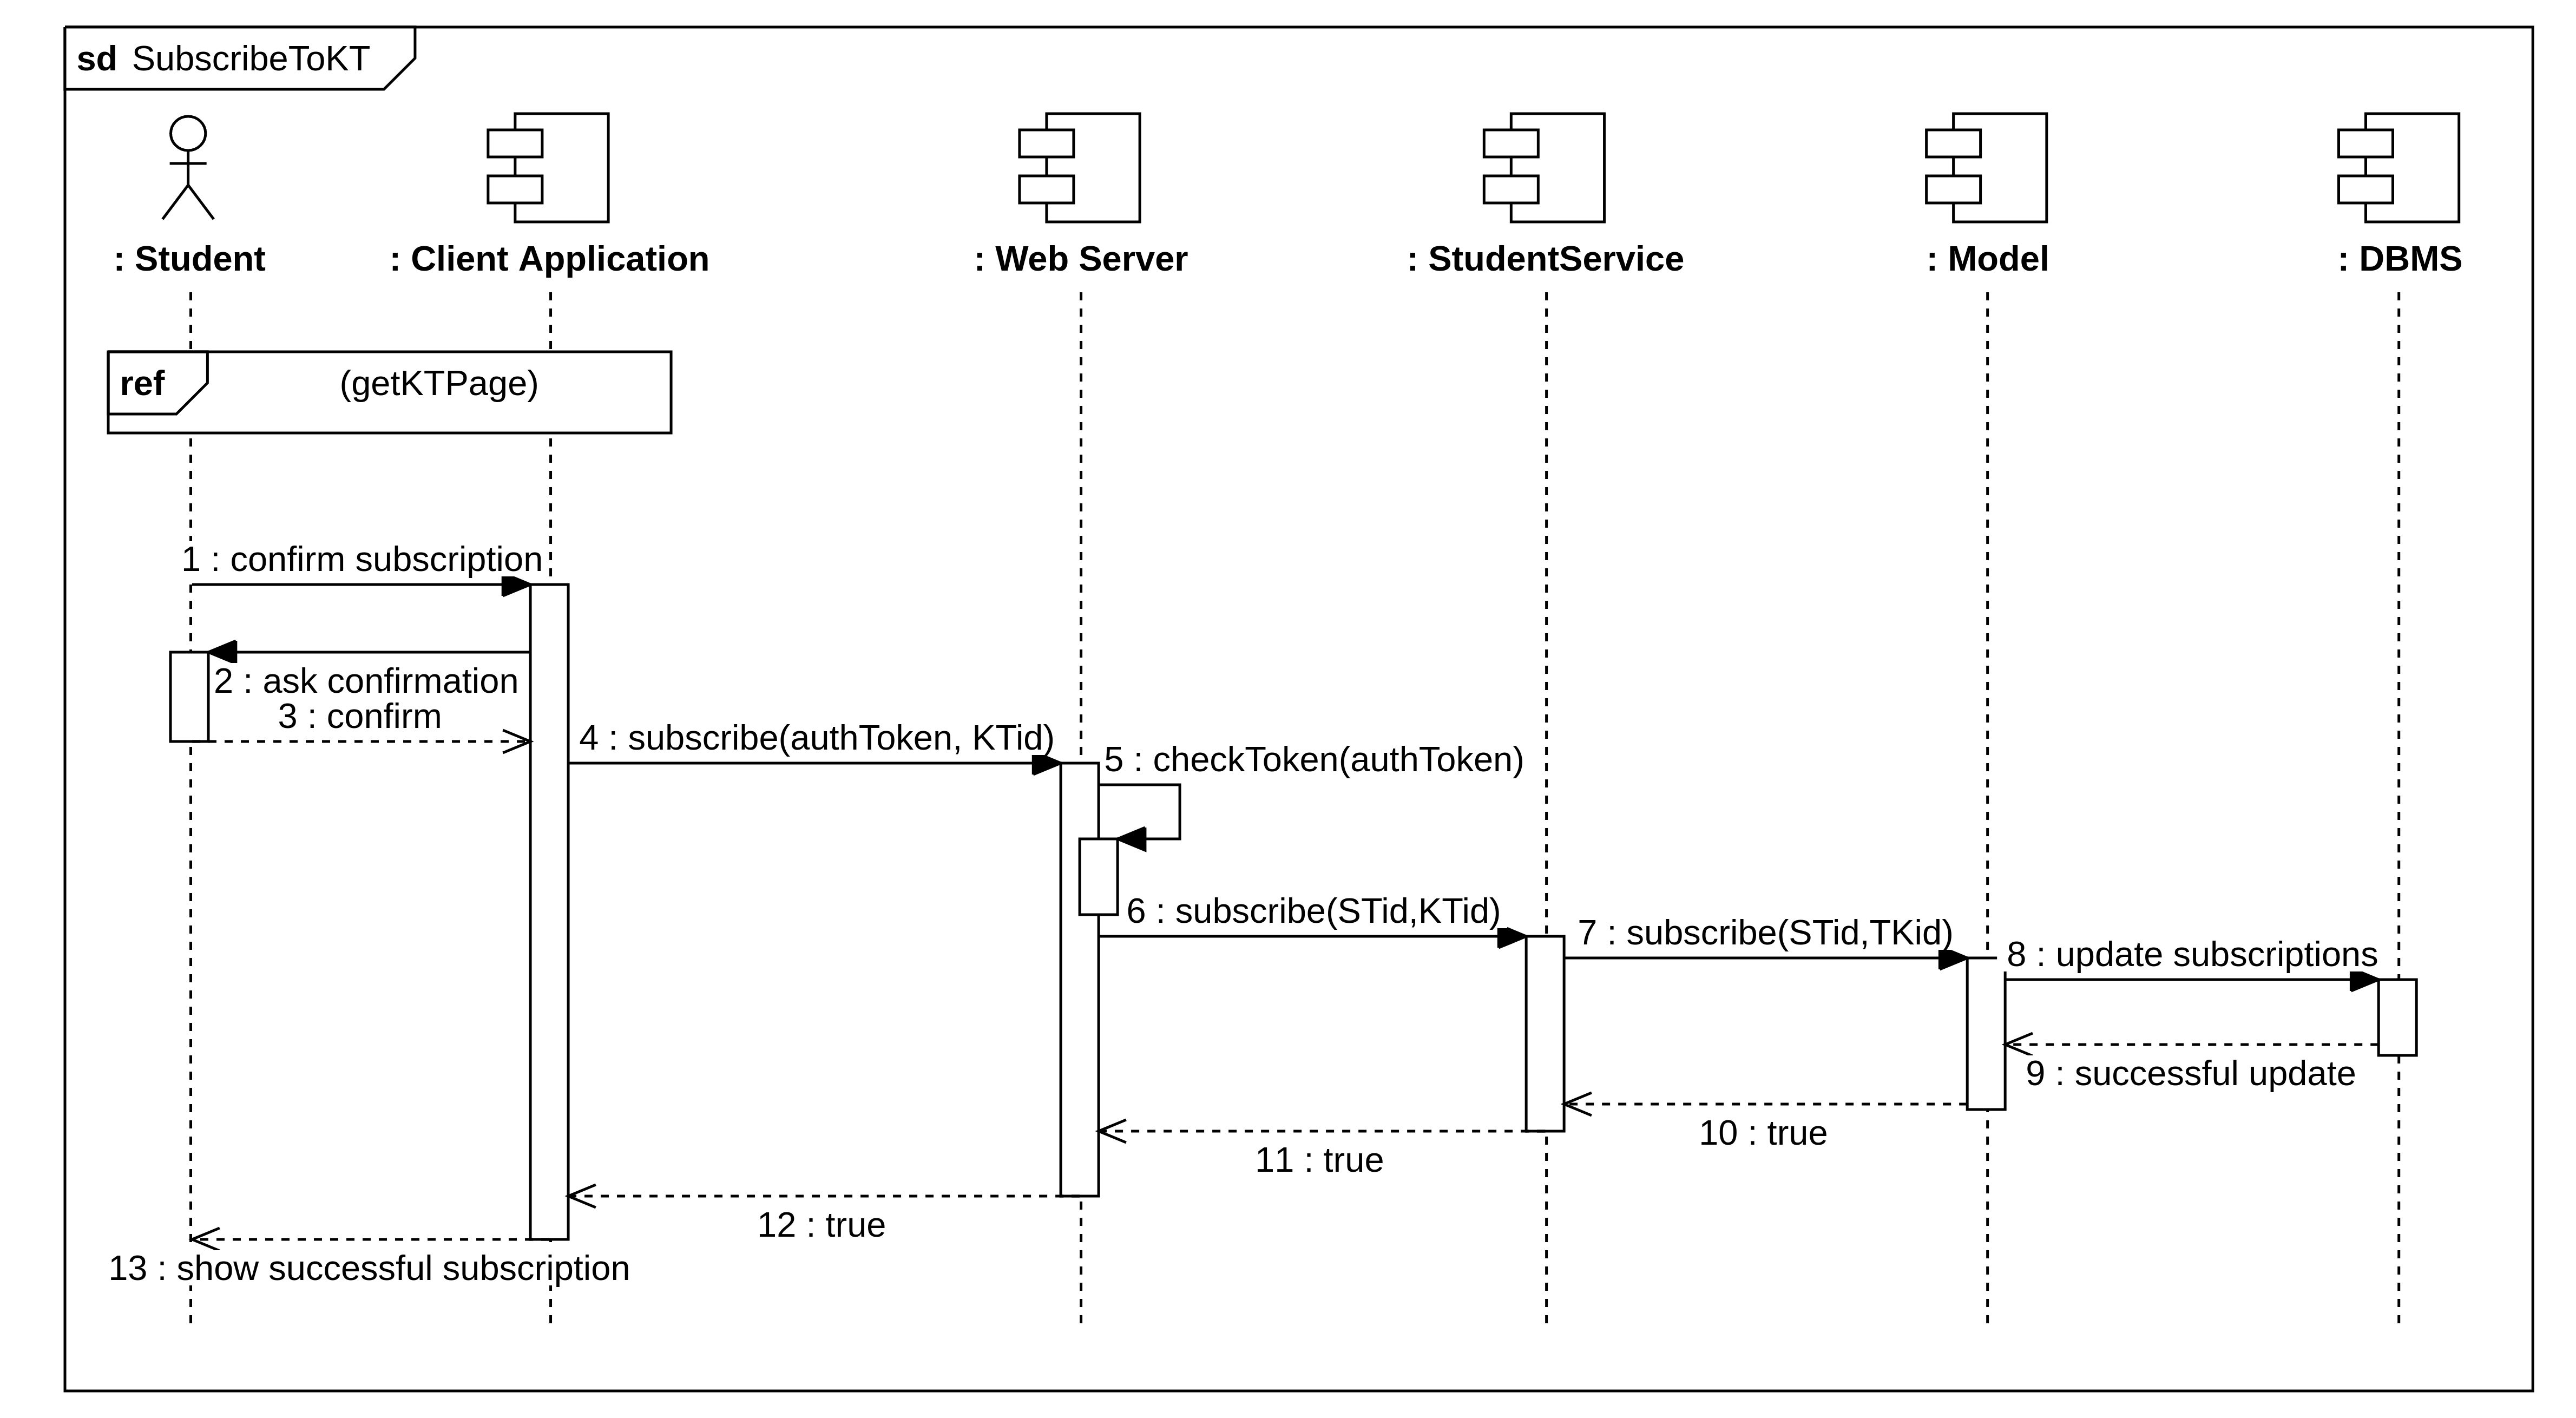 sd SubscribeToKT
: Student
: Client Application
: Web Server
: StudentService
: Model
: DBMS
ref (getKTPage)
1 : confirm subscription
2 : ask confirmation
3 : confirm
4 : subscribe(authToken, KTid)
5 : checkToken(authToken)
6 : subscribe(STid,KTid)
7 : subscribe(STid,TKid)
8 : update subscriptions
9 : successful update
10 : true
11 : true
12 : true
13 : show successful subscription